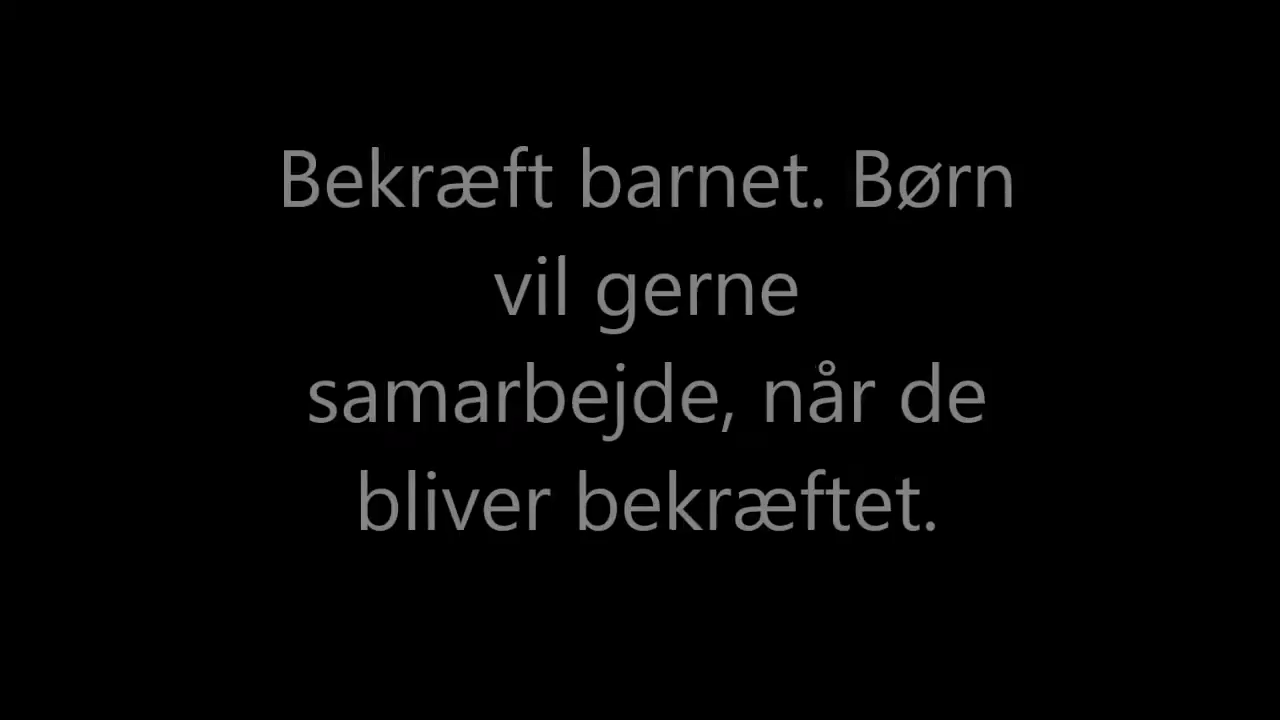 Bekræft barnet. Børn
vil gerne
samarbejde, når de
bliver bekræftet.